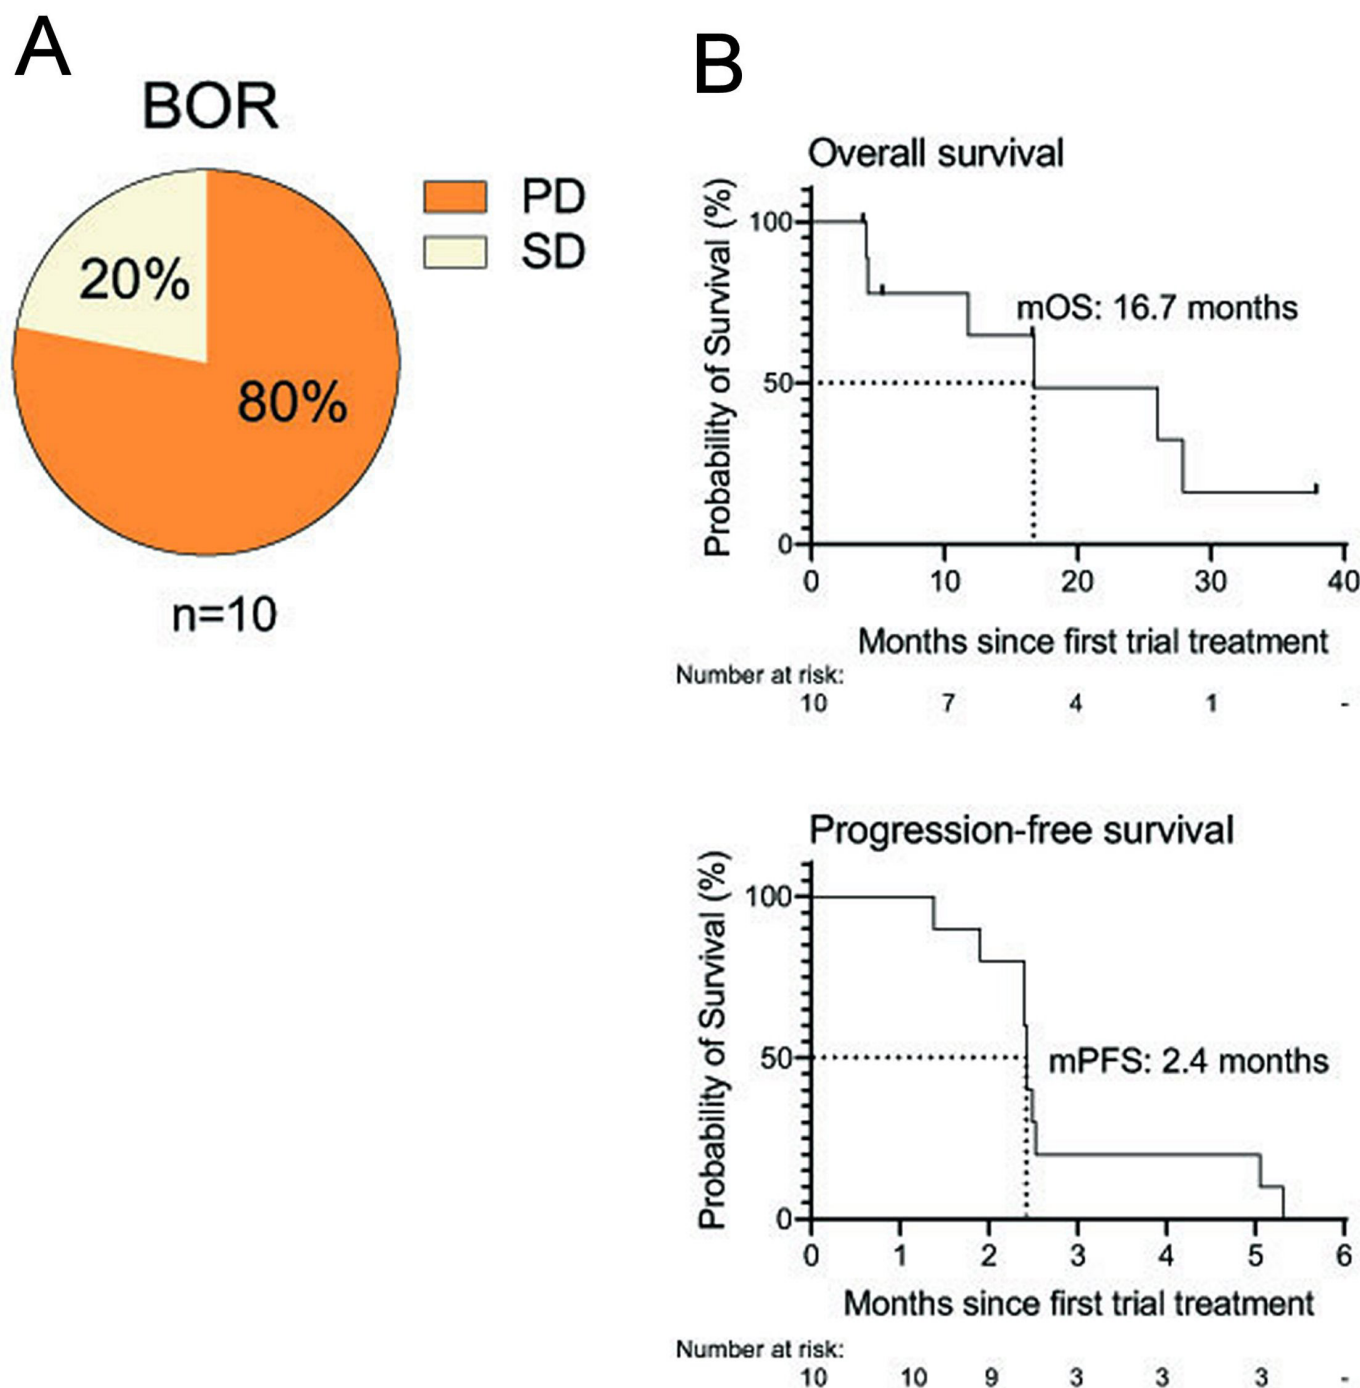 A
BOR
PD
SD
20%
80%
n=10
B
Overall survival
Probability of Survival (%)
100
50
0
mOS: 16.7 months
0 10 20 30 40
Months since first trial treatment
Number at risk:
10 7 4 1 -
Progression-free survival
Probability of Survival (%)
100
50
0
mPFS: 2.4 months
0 1 2 3 4 5 6
Months since first trial treatment
Number at risk:
10 10 9 3 3 3 -